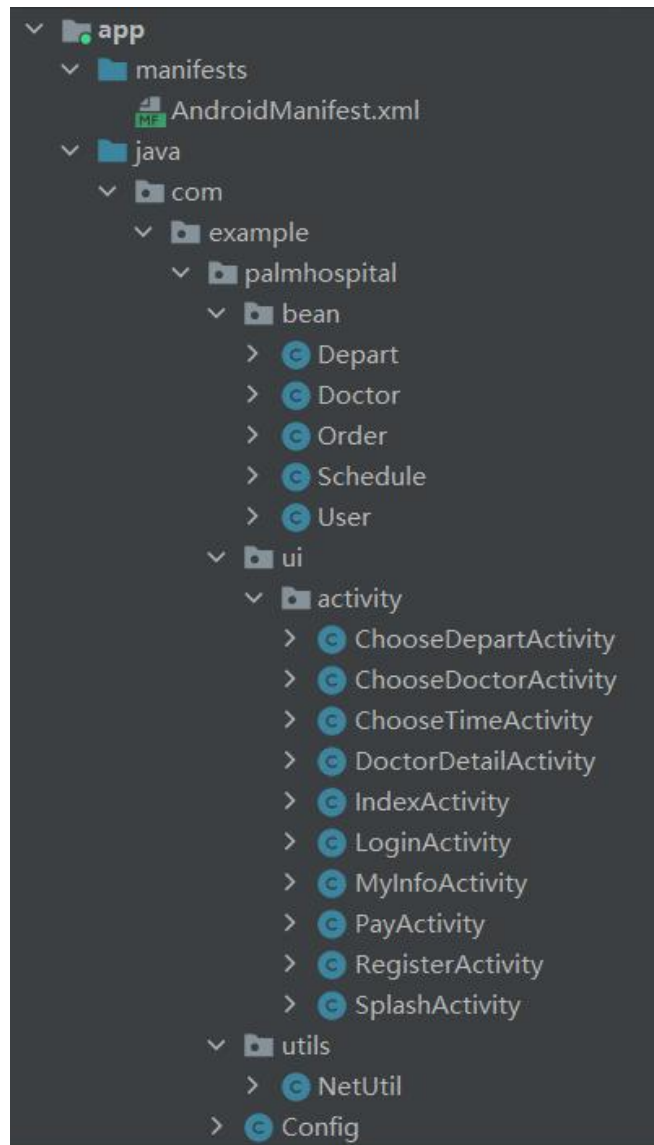 app
manifests
MF AndroidManifest.xml
java
com
example
palmhospital
bean
C Depart
C Doctor
C Order
C Schedule
C User
ui
activity
C ChooseDepartActivity
C ChooseDoctorActivity
C ChooseTimeActivity
C DoctorDetailActivity
C IndexActivity
C LoginActivity
C MyInfoActivity
C PayActivity
C RegisterActivity
C SplashActivity
utils
C NetUtil
C Config